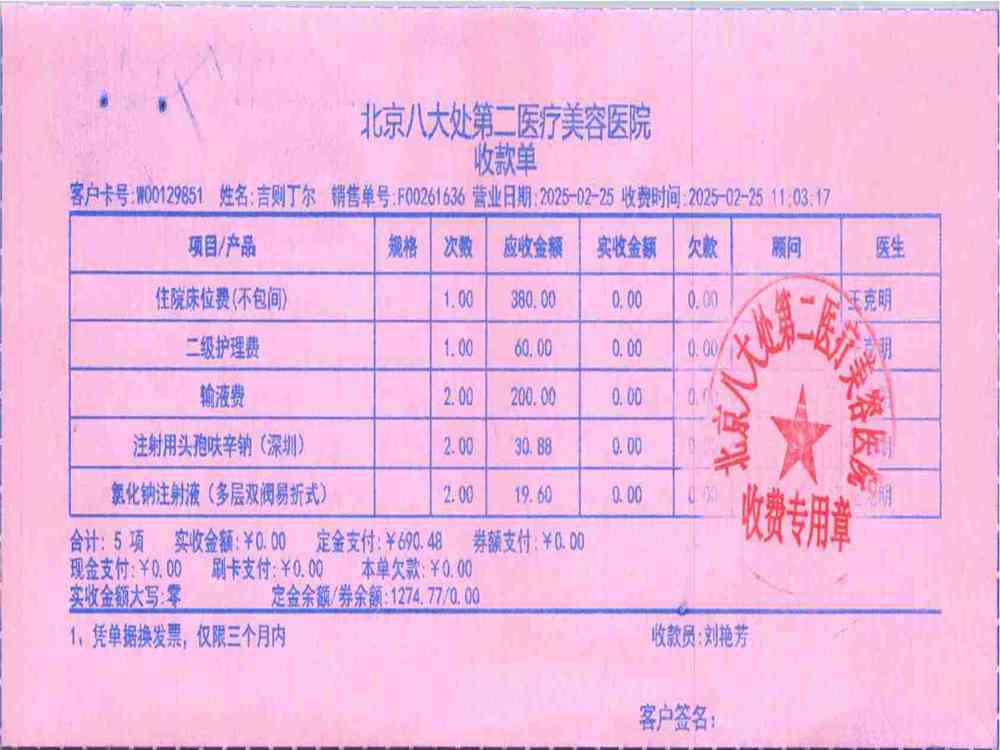 北京八大处第二医疗美容医院
收款单
客户卡号:W00129851 姓名:吉则丁尔 销售单号:F00261636 营业日期:2025-02-25 收费时间:2025-02-25 11:03:17
项目/产品 规格 次数 应收金额 实收金额 欠款 顾问 医生
住院床位费(不包间) 1.00 380.00 0.00 0.00 王克明
二级护理费 1.00 60.00 0.00 0.00 明
输液费 2.00 200.00 0.00
注射用头孢呋辛钠（深圳） 2.00 30.88 0.00
氯化钠注射液（多层双阀易折式） 2.00 19.60 0.00 明
北京八大处第二医疗美容医院
收费专用章
合计: 5 项 实收金额:￥0.00 定金支付:￥690.48 券额支付:￥0.00
现金支付:￥0.00 刷卡支付:￥0.00 本单欠款:￥0.00
实收金额大写:零 定金余额/券余额:1274.77/0.00
1、凭单据换发票，仅限三个月内 收款员:刘艳芳
客户签名: